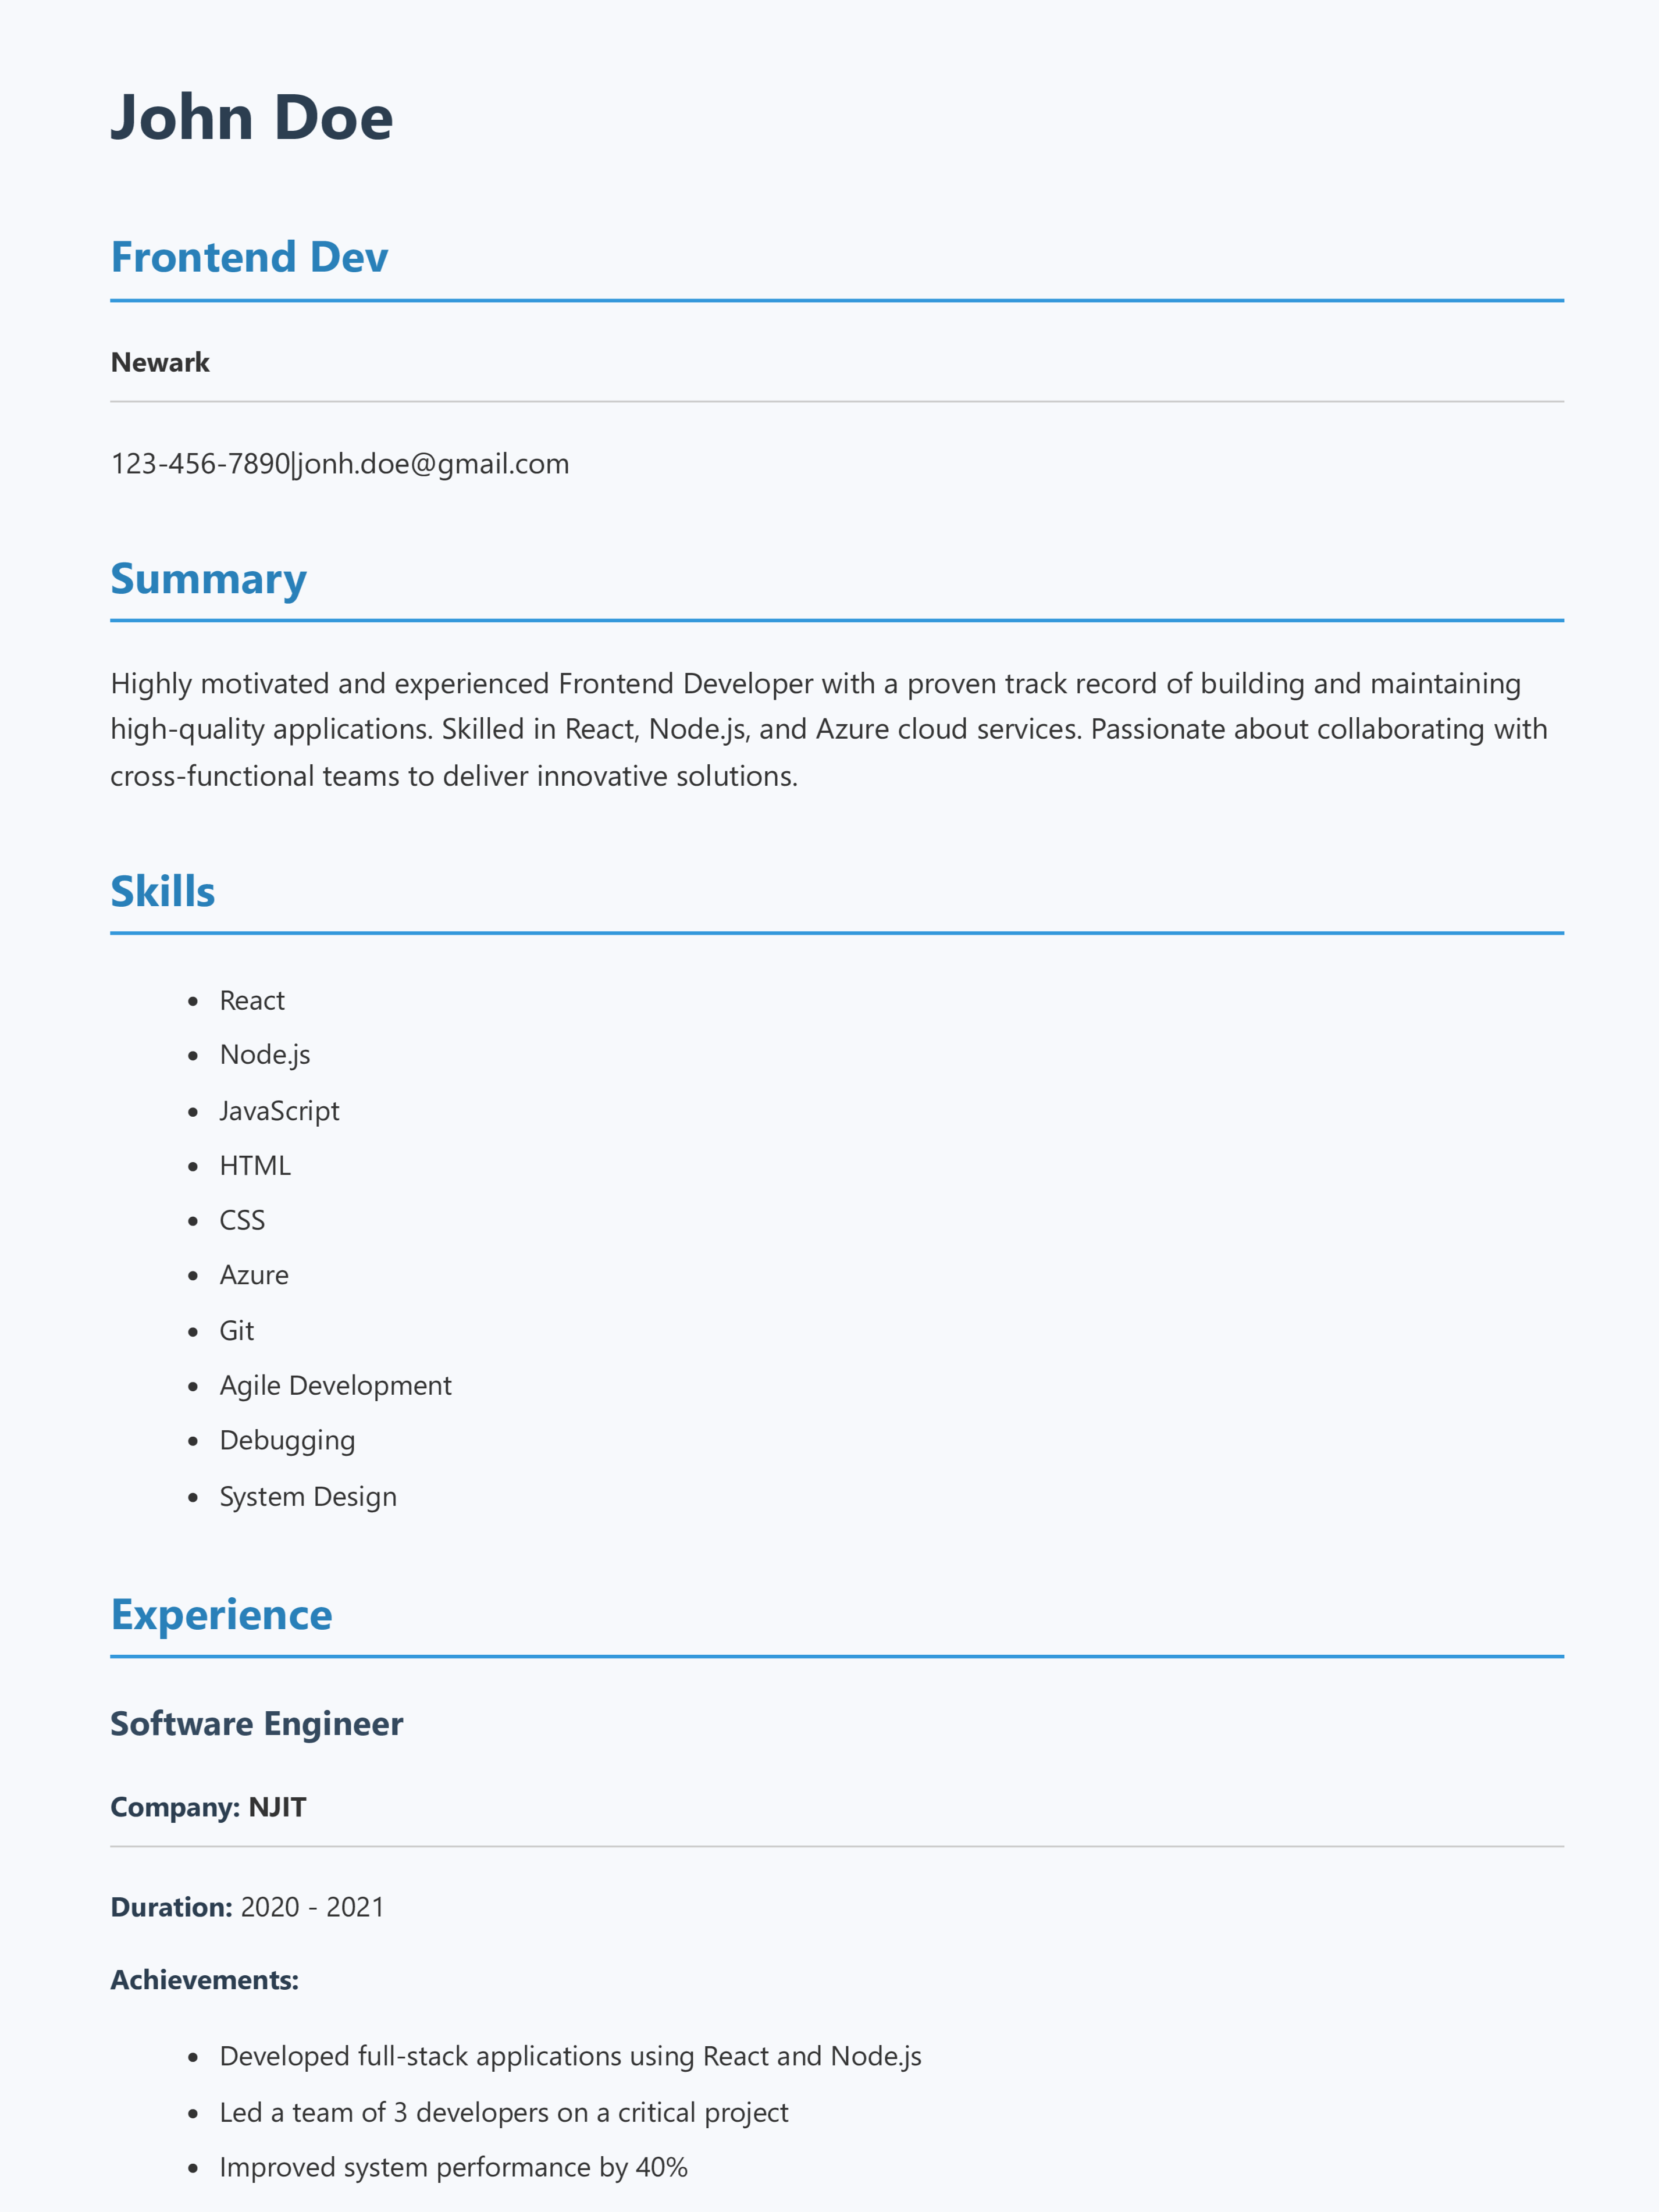 John Doe
Frontend Dev
Newark
123-456-7890|jonh.doe@gmail.com
Summary
Highly motivated and experienced Frontend Developer with a proven track record of building and maintaining
high-quality applications. Skilled in React, Node.js, and Azure cloud services. Passionate about collaborating with
cross-functional teams to deliver innovative solutions.
Skills
• React
• Node.js
• JavaScript
• HTML
• CSS
• Azure
• Git
• Agile Development
• Debugging
• System Design
Experience
Software Engineer
Company: NJIT
Duration: 2020 - 2021
Achievements:
• Developed full-stack applications using React and Node.js
• Led a team of 3 developers on a critical project
• Improved system performance by 40%